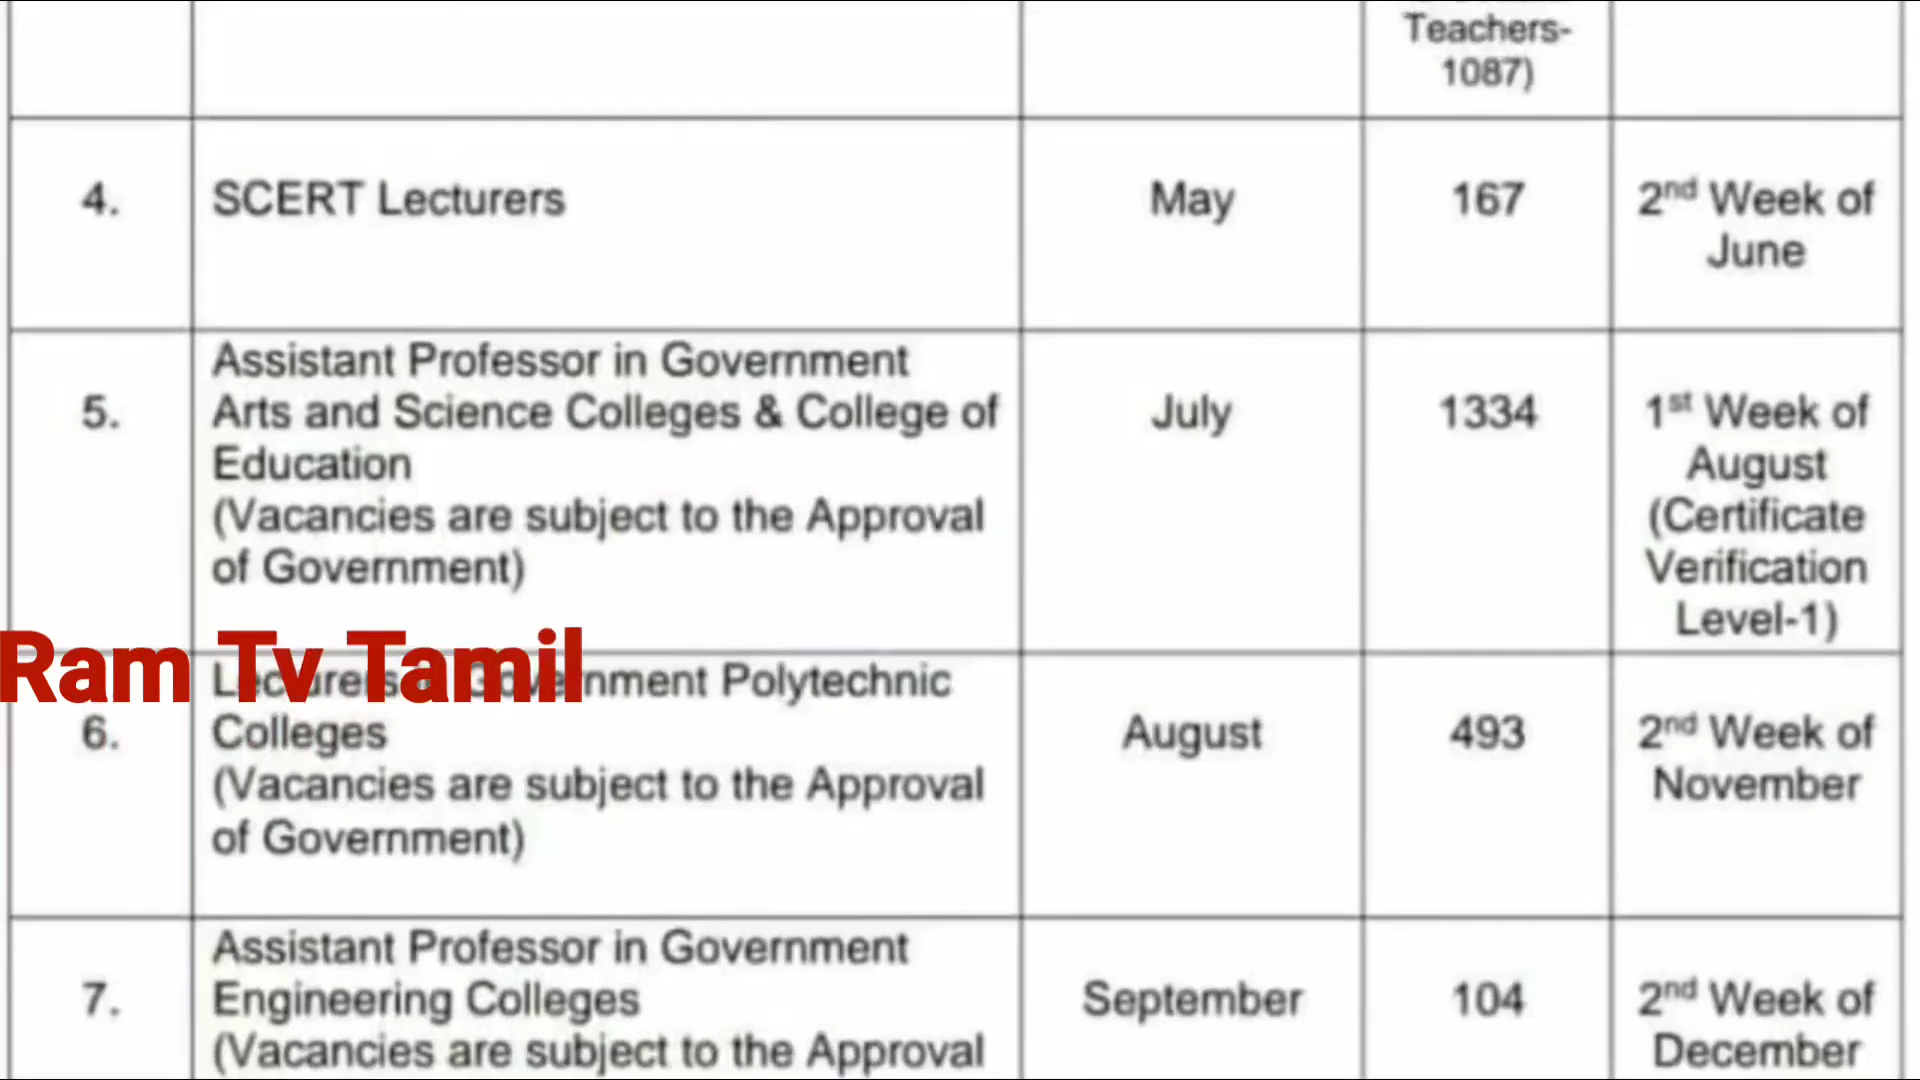 Teachers-
1087)
4.
SCERT Lecturers
May
167
2nd Week of
June
5.
Assistant Professor in Government
Arts and Science Colleges & College of
Education
(Vacancies are subject to the Approval
of Government)
July
1334
1st Week of
August
(Certificate
Verification
Level-1)
Ram Tv Tamil
6.
Lecturers Government Polytechnic
Colleges
(Vacancies are subject to the Approval
of Government)
August
493
2nd Week of
November
7.
Assistant Professor in Government
Engineering Colleges
(Vacancies are subject to the Approval
September
104
2nd Week of
December